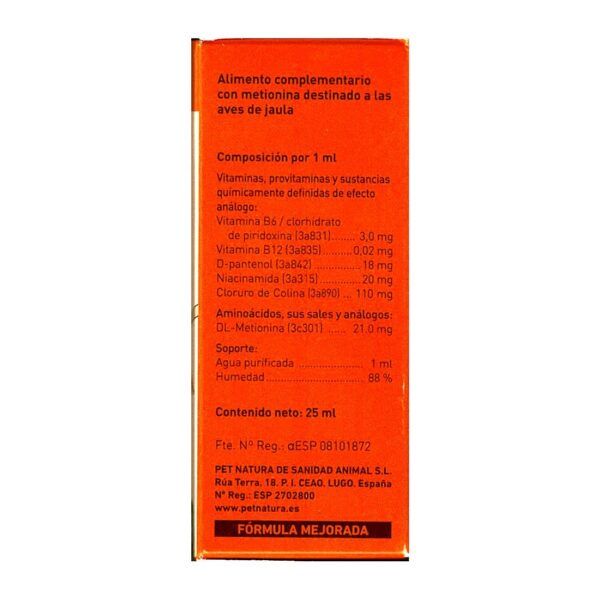 Alimento complementario
con metionina destinado a las
aves de jaula
Composición por 1 ml
Vitaminas, provitaminas y sustancias
químicamente definidas de efecto
análogo:
Vitamina B6 / clorhidrato
de piridoxina (3a831)...... 3,0 mg
Vitamina B12 (3a835)..........0,02 mg
D-pantenol (3a842) .............. 18 mg
Niacinamida (3a315) ............ 20 mg
Cloruro de Colina (3a890) ... 110 mg
Aminoácidos, sus sales y análogos:
DL-Metionina (3c301) ...... 21.0 mg
Soporte:
Agua purificada ..................... 1 ml
Humedad............................. 88 %
Contenido neto: 25 ml
Fte. Nº Reg.: αESP 08101872
PET NATURA DE SANIDAD ANIMAL S.L.
Rúa Terra, 18. P. I. CEAO. LUGO. España
Nº Reg.: ESP 2702800
www.petnatura.es
FÓRMULA MEJORADA